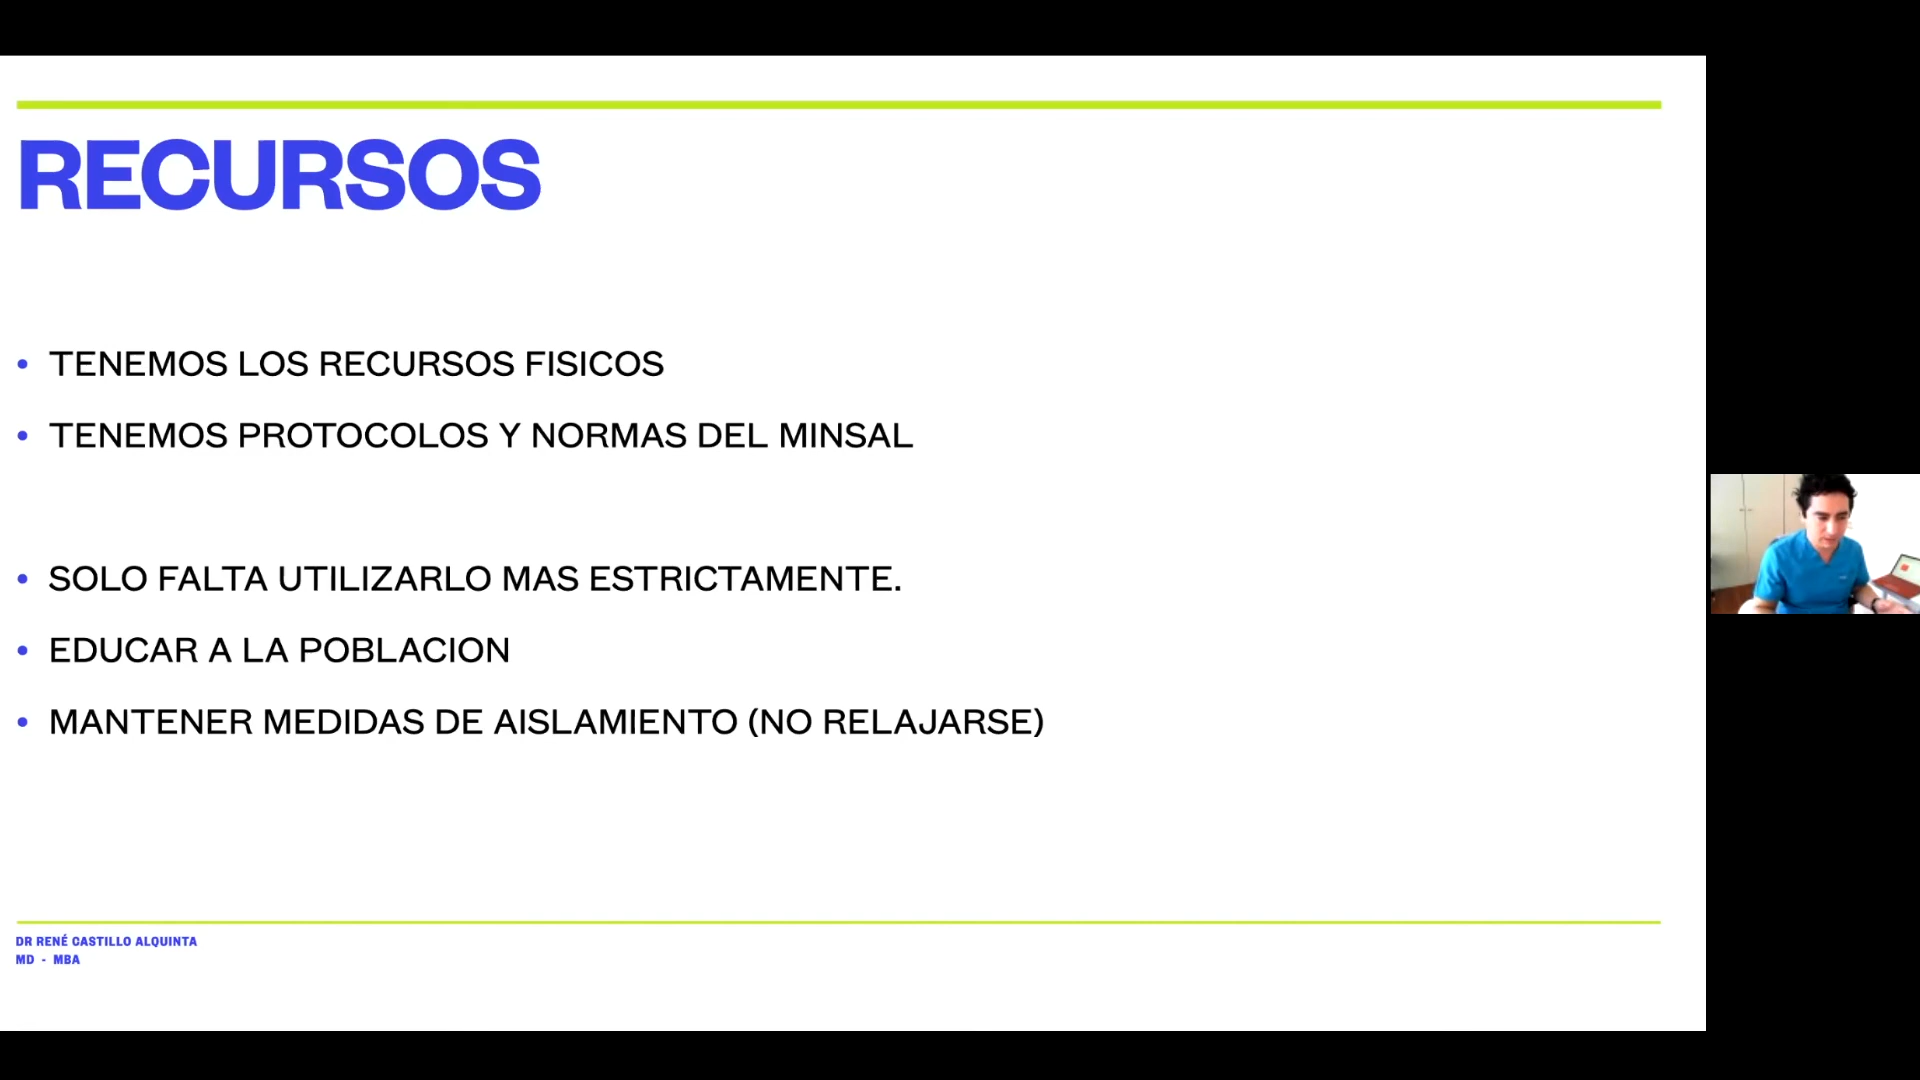 RECURSOS
• TENEMOS LOS RECURSOS FISICOS
• TENEMOS PROTOCOLOS Y NORMAS DEL MINSAL
• SOLO FALTA UTILIZARLO MAS ESTRICTAMENTE.
• EDUCAR A LA POBLACION
• MANTENER MEDIDAS DE AISLAMIENTO (NO RELAJARSE)
DR RENÉ CASTILLO ALQUINTA
MD - MBA